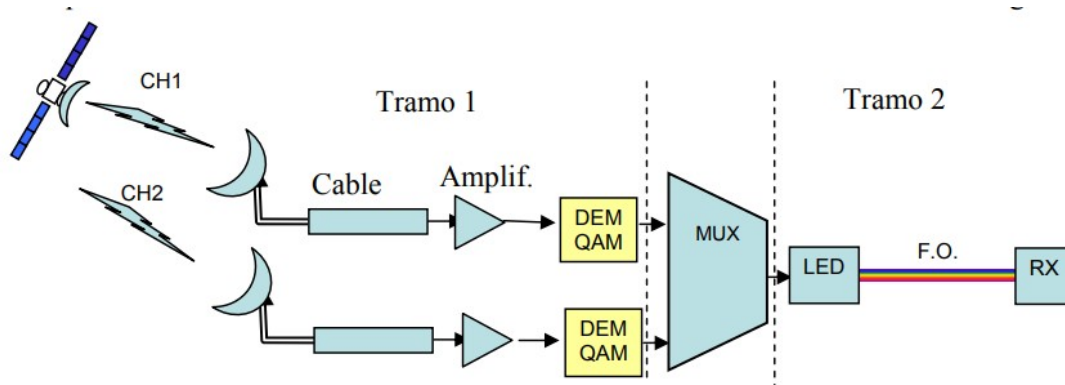 CH1
Tramo 1
Tramo 2
CH2
Cable
Amplif.
DEM
QAM
MUX
LED
F.O.
RX
DEM
QAM